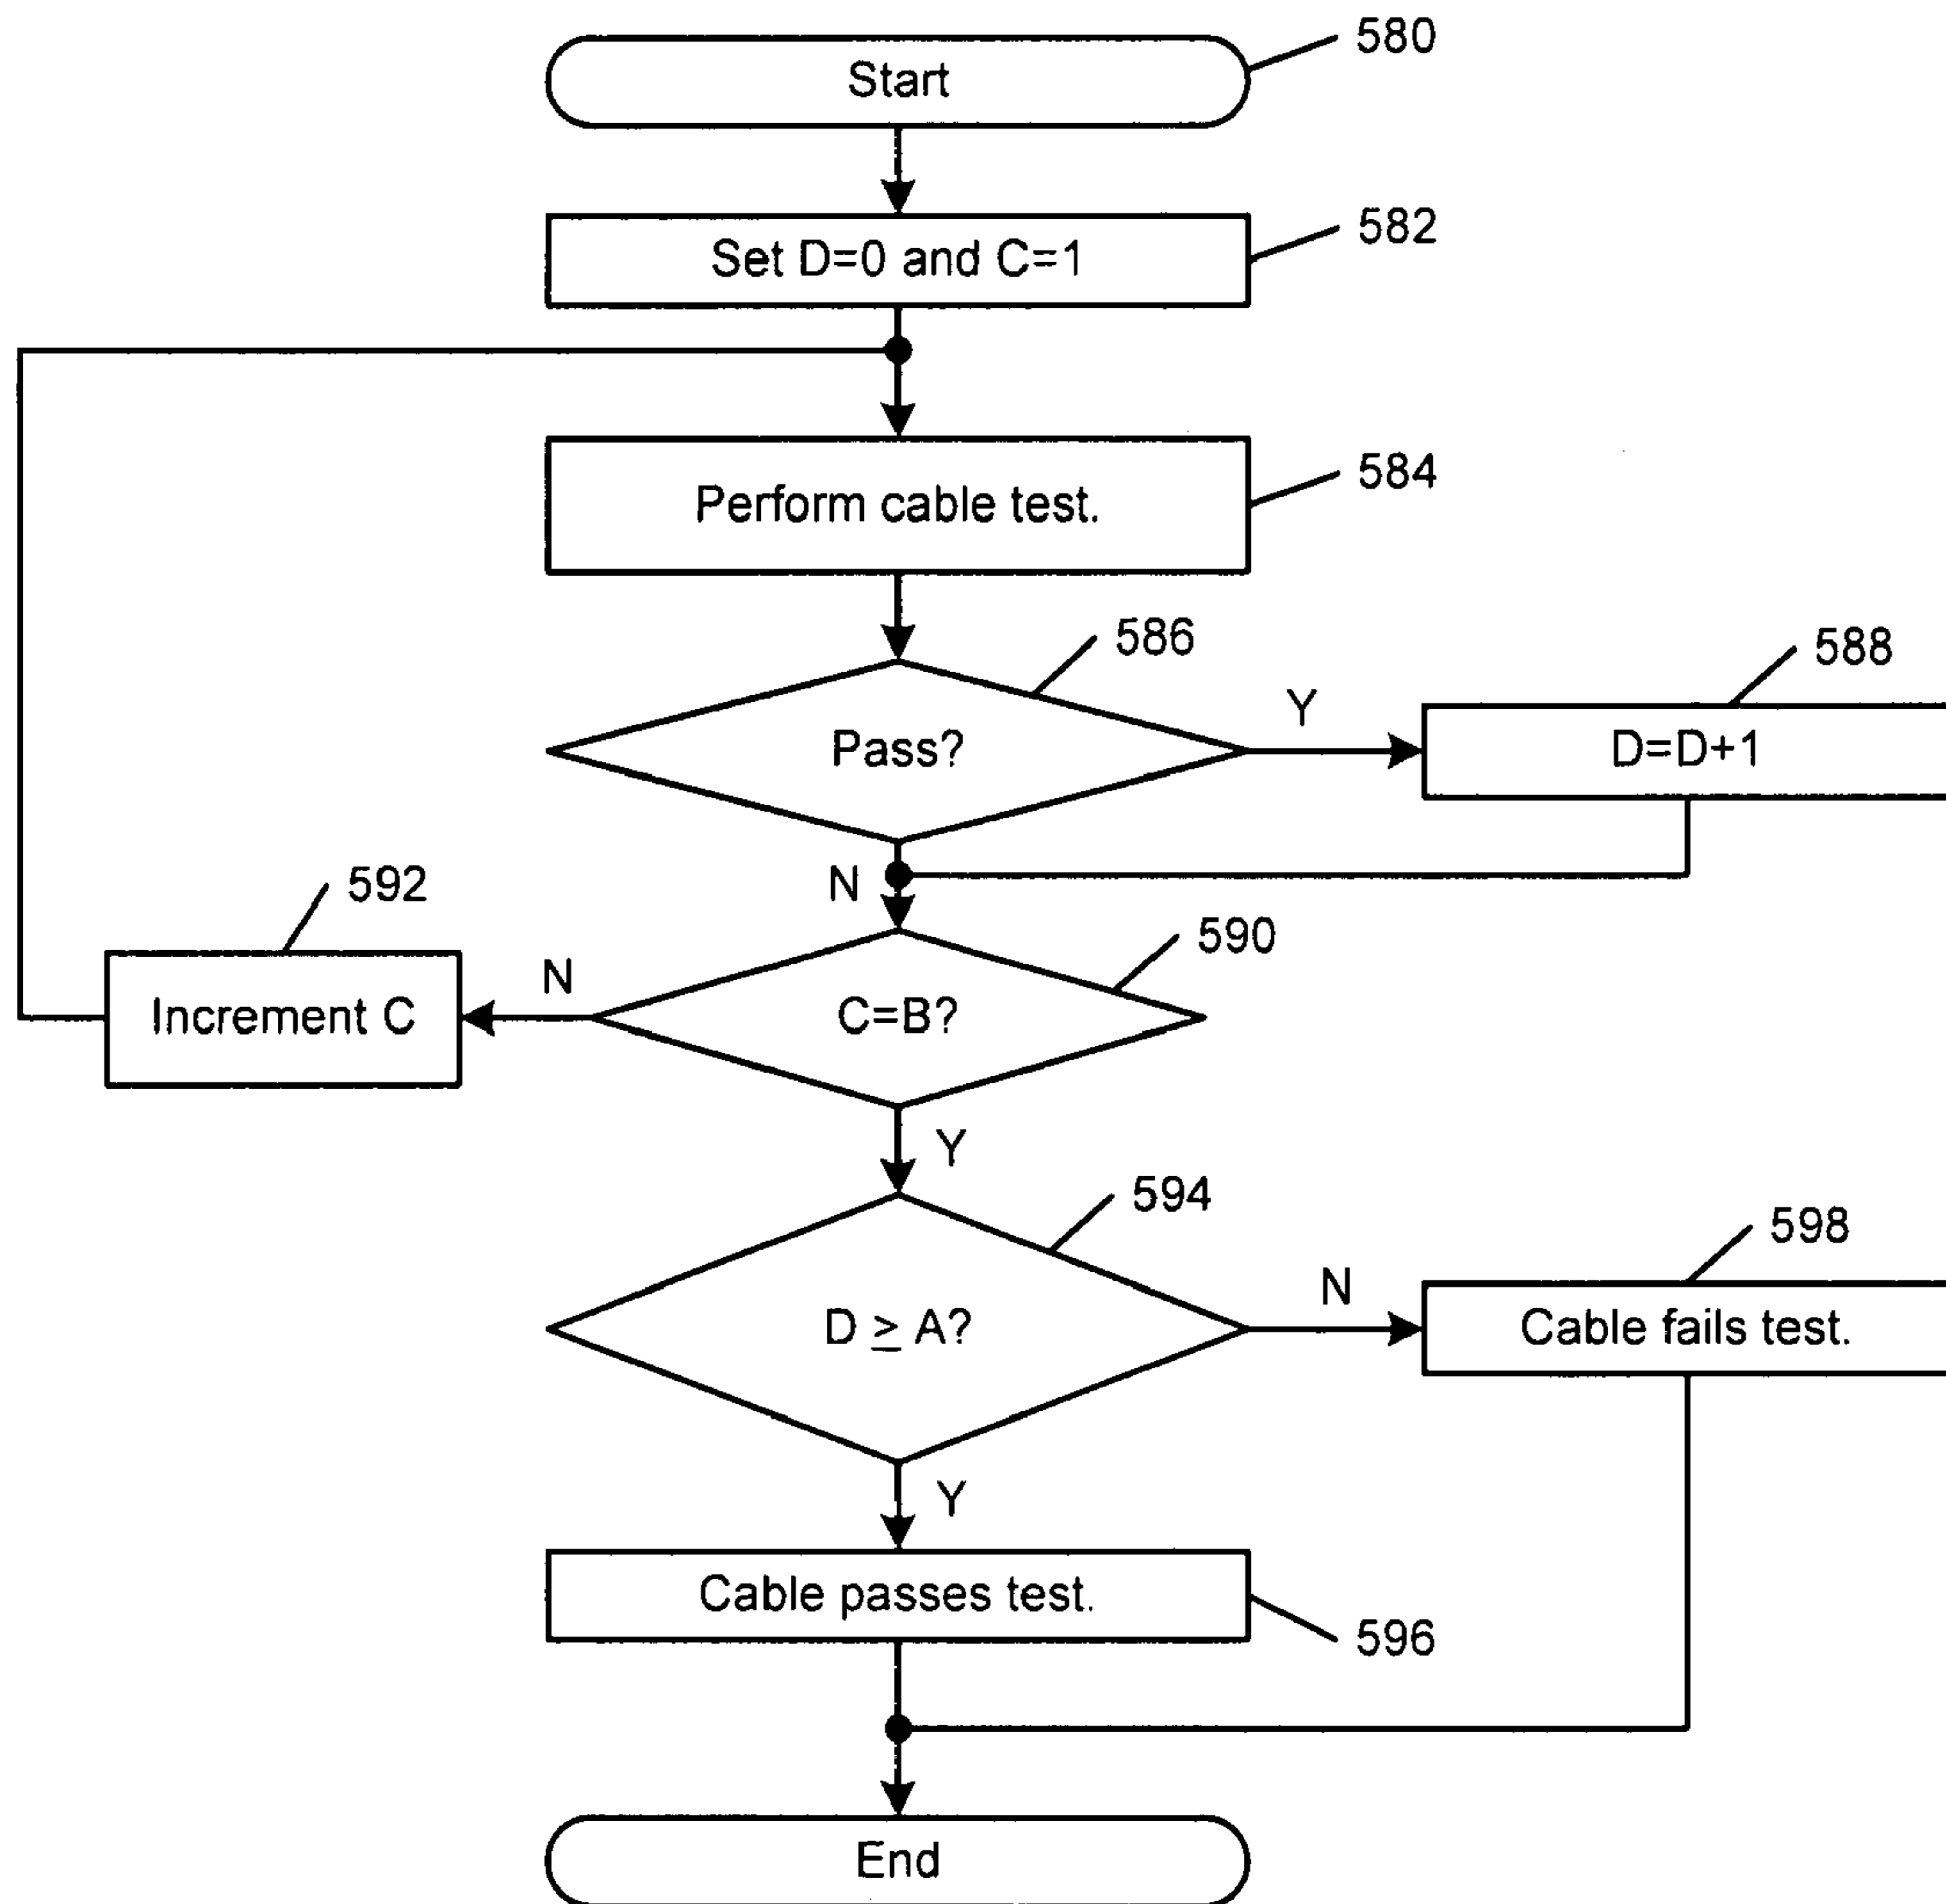 580
Start
582
Set D=0 and C=1
584
Perform cable test.
586
588
Y
Pass?
D=D+1
N
592
590
N
Increment C
C=B?
Y
594
598
N
D ≥ A?
Cable fails test.
Y
Cable passes test.
596
End